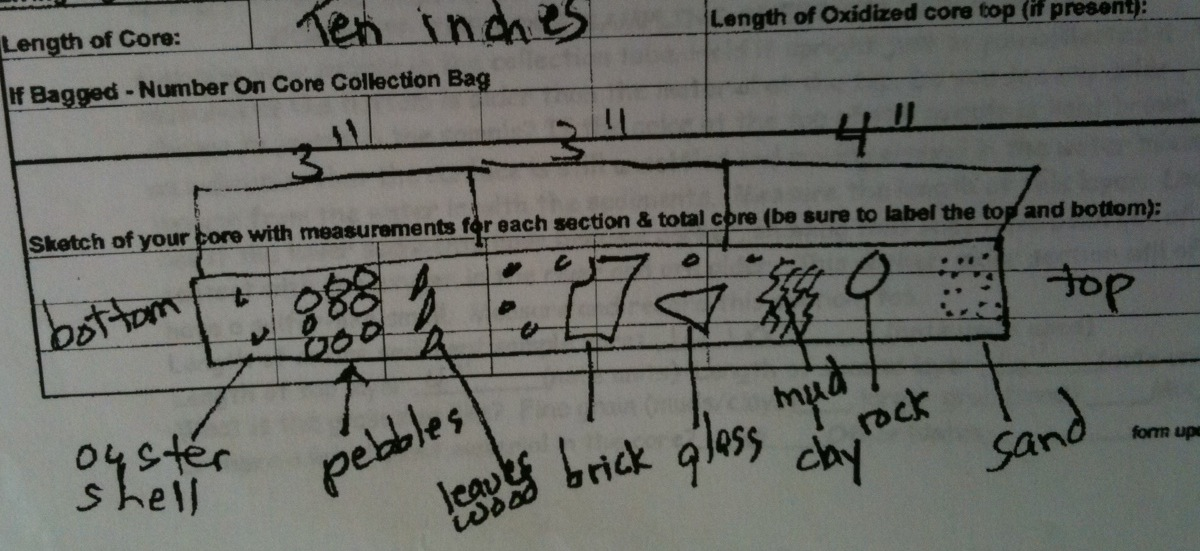 Length of Core:
Ten inches
Length of Oxidized core top (if present):
If Bagged - Number On Core Collection Bag
3" 3" 4"
Sketch of your core with measurements for each section & total core (be sure to label the top and bottom):
bottom
top
oyster shell
pebbles
leaves wood
brick
glass
mud clay
rock
sand
form